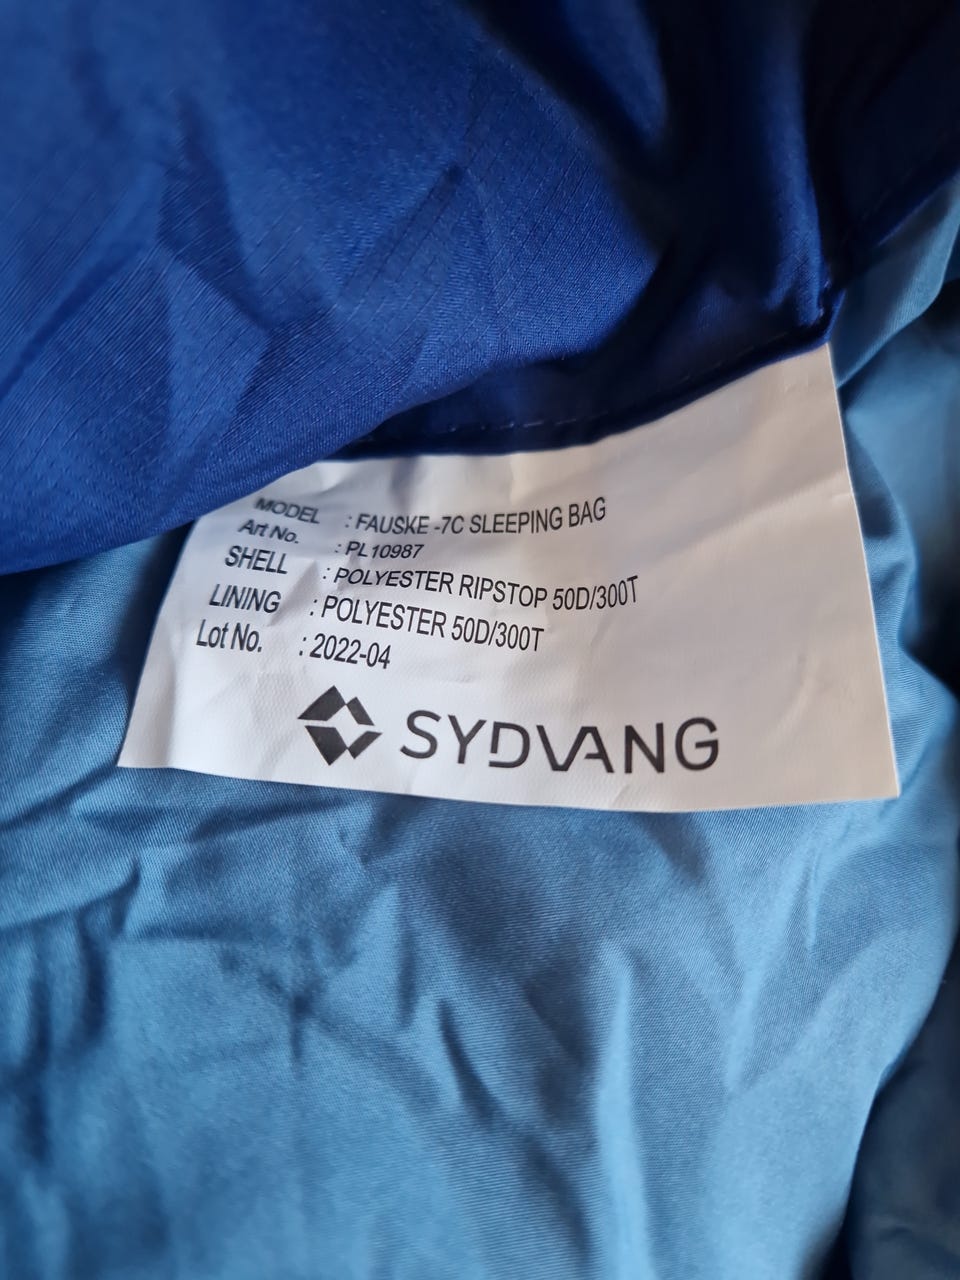 MODEL : FAUSKE -7C SLEEPING BAG
Art No. : PL10987
SHELL : POLYESTER RIPSTOP 50D/300T
LINING : POLYESTER 50D/300T
Lot No. : 2022-04
SYDVANG